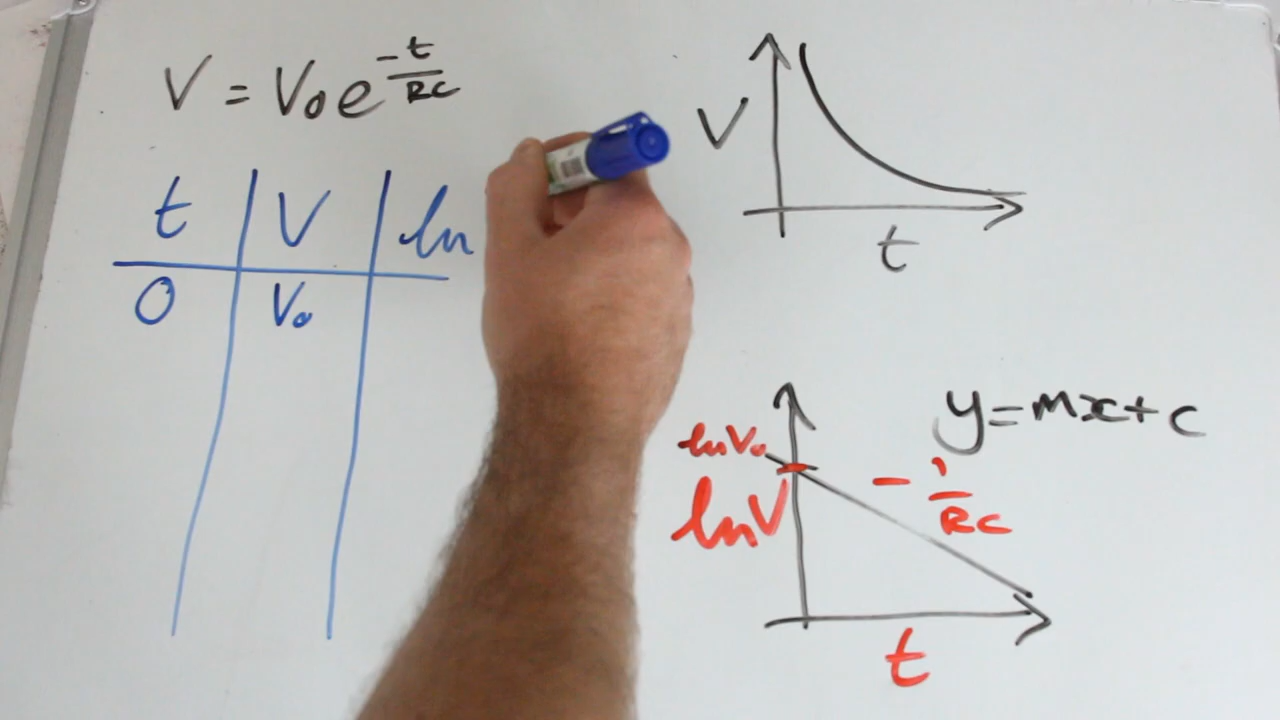 V = V₀e^(-t/RC)
t V ln
0 V₀
V
t
y=mx+c
lnV₀
lnV
-1/RC
t